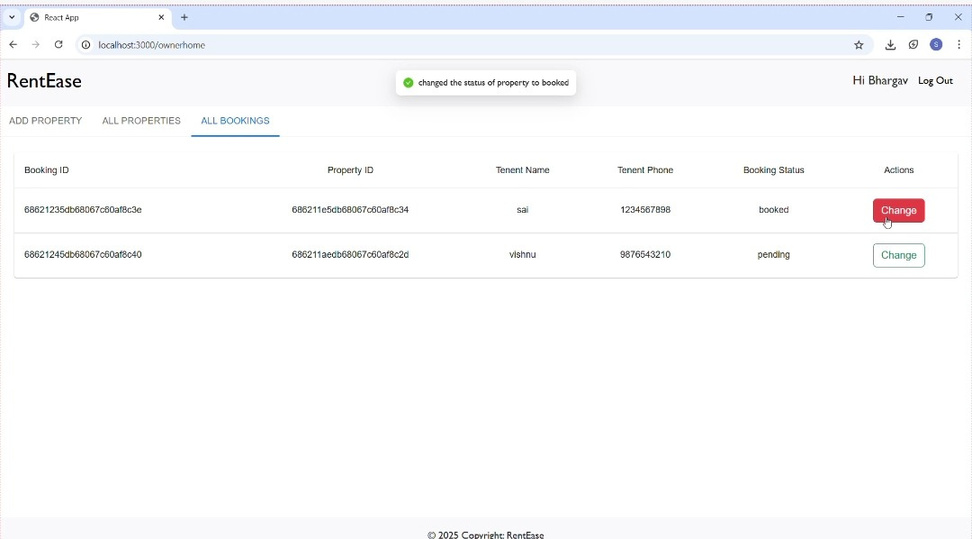 React App
localhost:3000/ownerhome
S
RentEase
changed the status of property to booked
Hi Bhargav Log Out
ADD PROPERTY ALL PROPERTIES ALL BOOKINGS
Booking ID Property ID Tenent Name Tenent Phone Booking Status Actions
68621235db68067c60af8c3e 686211e5db68067c60af8c34 sai 1234567898 booked Change
68621245db68067c60af8c40 686211aedb68067c60af8c2d vishnu 9876543210 pending Change
© 2025 Copyright: RentEase